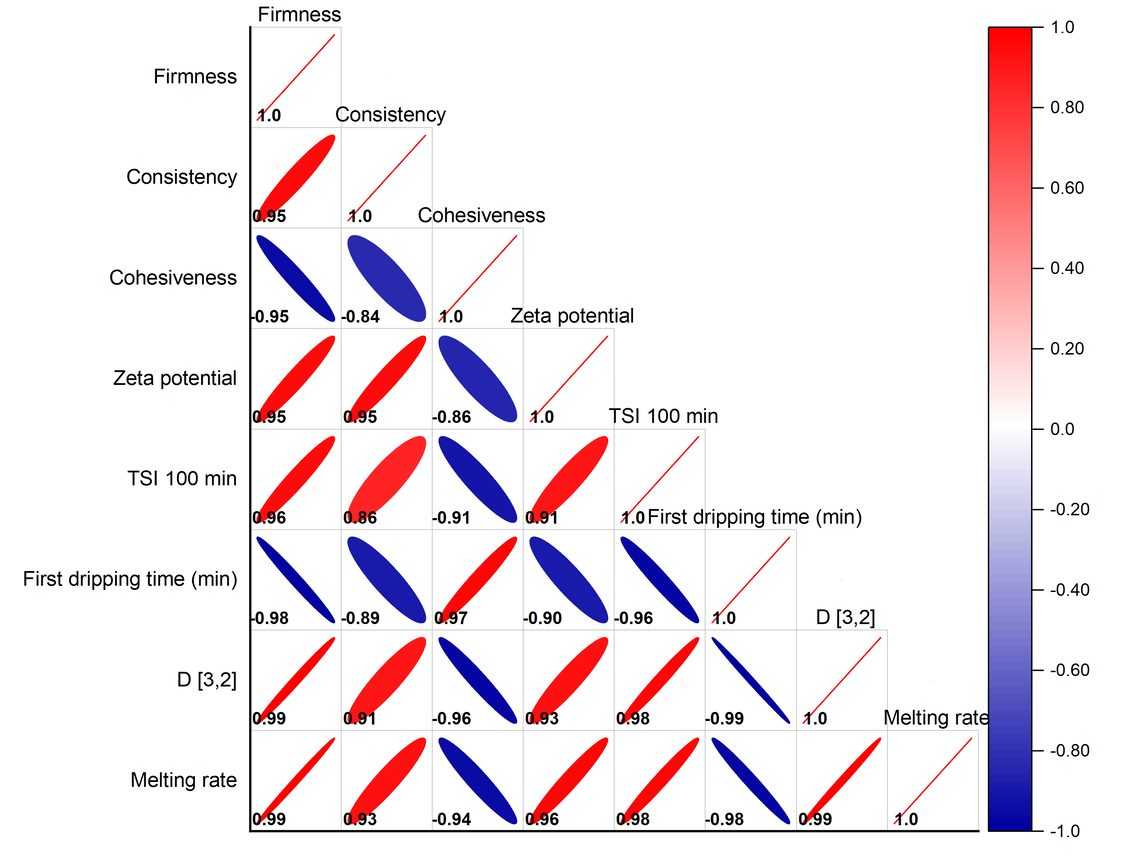 Firmness
1.0
Firmness
0.80
1.0 Consistency
0.60
Consistency
0.95 1.0 Cohesiveness
0.40
Cohesiveness
-0.95 -0.84 1.0 Zeta potential
0.20
Zeta potential
0.95 0.95 -0.86 1.0 TSI 100 min
0.0
TSI 100 min
-0.20
0.96 0.86 -0.91 0.91 1.0 First dripping time (min)
First dripping time (min)
-0.40
-0.98 -0.89 0.97 -0.90 -0.96 1.0 D [3,2]
-0.60
D [3,2]
0.99 0.91 -0.96 0.93 0.98 -0.99 1.0 Melting rate
-0.80
Melting rate
0.99 0.93 -0.94 0.96 0.98 -0.98 0.99 1.0
-1.0